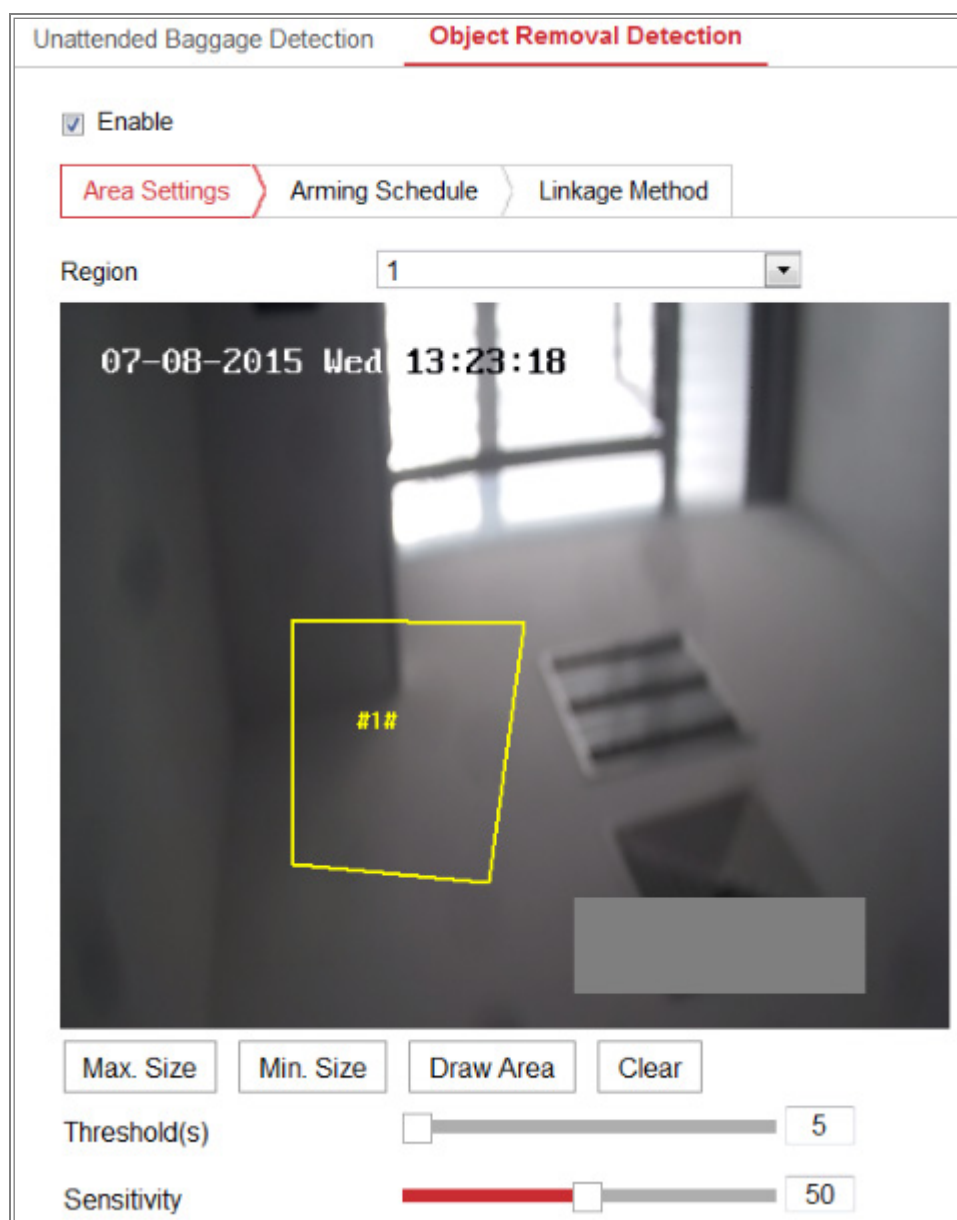 Unattended Baggage Detection Object Removal Detection
Enable
Area Settings Arming Schedule Linkage Method
Region 1
07-08-2015 Wed 13:23:18
#1#
Max. Size Min. Size Draw Area Clear
Threshold(s) 5
Sensitivity 50